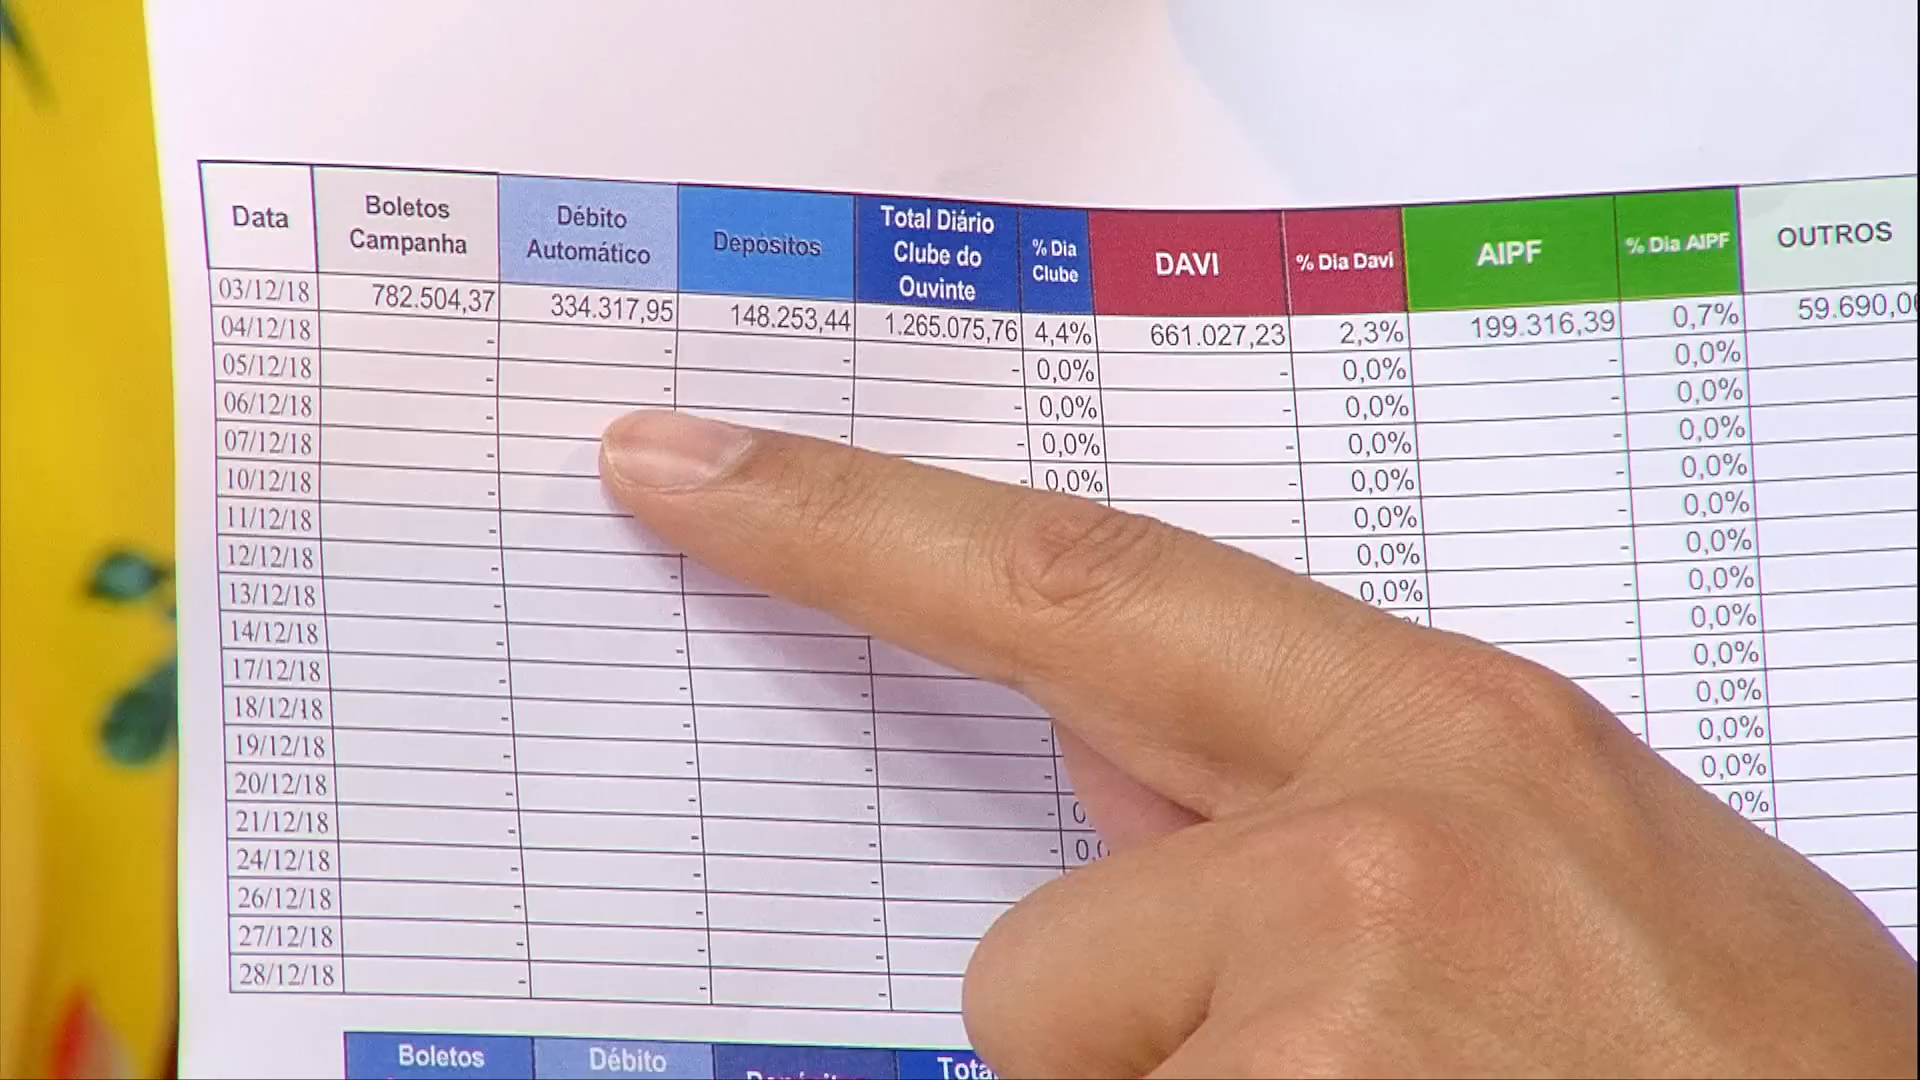 Data Boletos Campanha Débito Automático Depósitos Total Diário Clube do Ouvinte % Dia Clube DAVI % Dia Davi AIPF % Dia AIPF OUTROS
03/12/18 782.504,37 334.317,95 148.253,44 1.265.075,76 4,4% 661.027,23 2,3% 199.316,39 0,7% 59.690,0
04/12/18 - - - - 0,0% - 0,0% - 0,0%
05/12/18 - - - - 0,0% - 0,0% - 0,0%
06/12/18 - - - 0,0% - 0,0% - 0,0%
07/12/18 - - 0,0% - 0,0% - 0,0%
10/12/18 - - 0,0% - 0,0%
11/12/18 - - 0,0% - 0,0%
12/12/18 - - 0,0% - 0,0%
13/12/18 - - - 0,0%
14/12/18 - - - - 0,0%
17/12/18 - - - - 0,0%
18/12/18 - - - - 0,0%
19/12/18 - - - - 0,0%
20/12/18 - - - -
21/12/18 - - - -
24/12/18 - - -
26/12/18 - - -
27/12/18 - - -
28/12/18 - - -
Boletos Débito